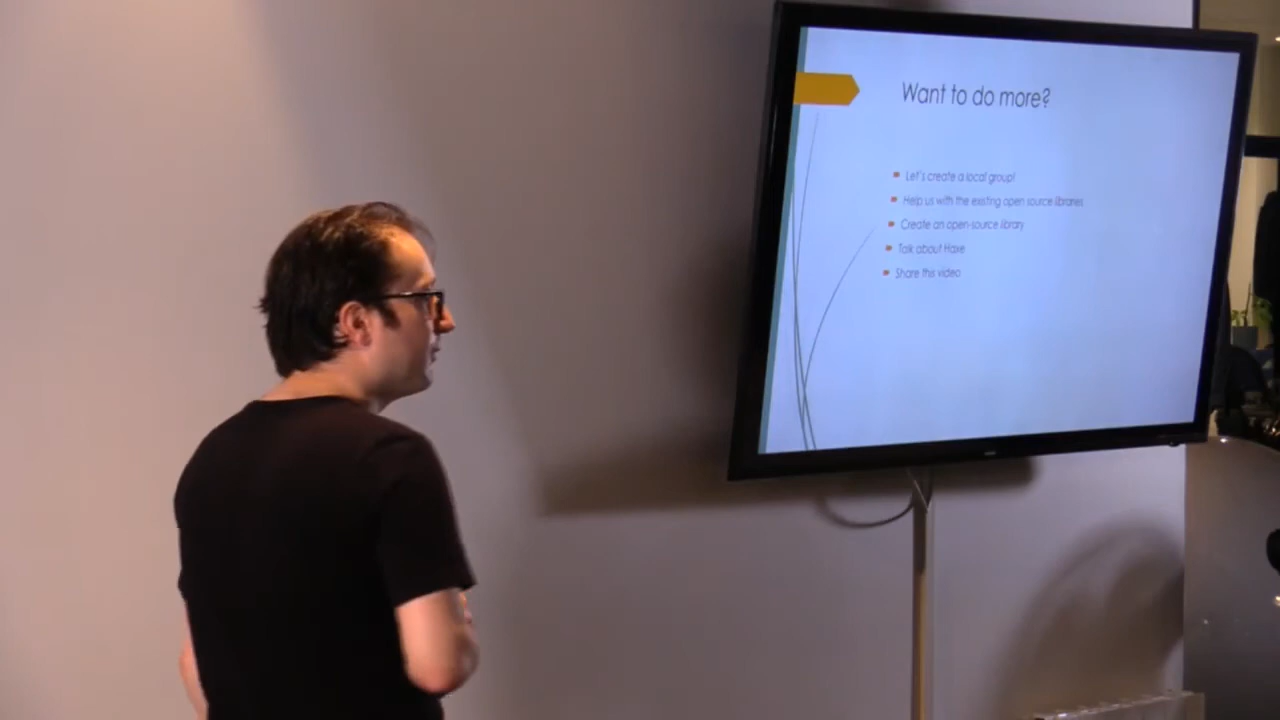 Want to do more?
Let's create a local group!
Help us with the existing open source libraries
Create an open-source library
Talk about Haxe
Share this video